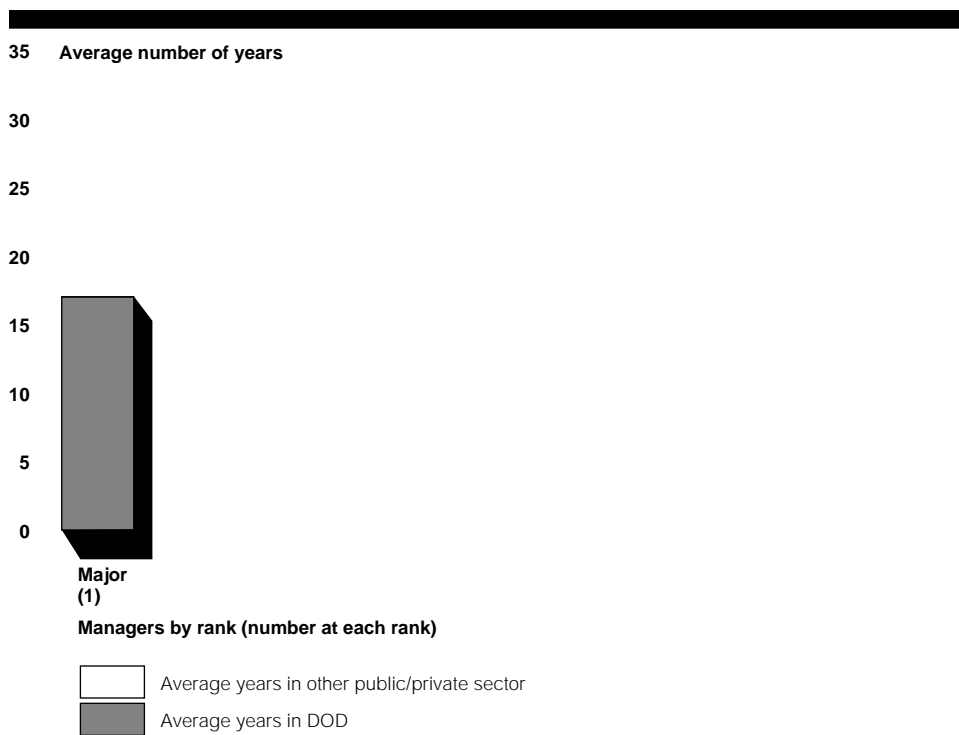 35 Average number of years
30
25
20
15
10
5
0
Major
(1)
Managers by rank (number at each rank)
Average years in other public/private sector
Average years in DOD